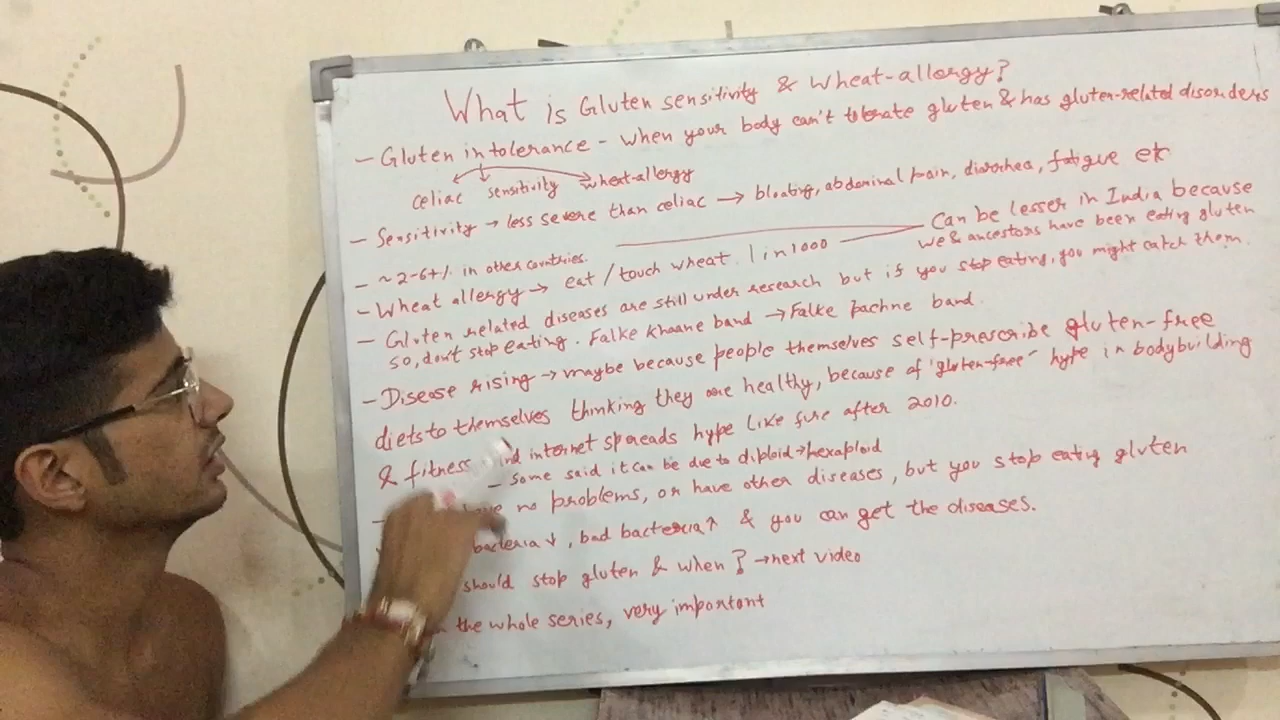 What is Gluten sensitivity & Wheat-allergy?
- Gluten intolerance - When your body can't tolerate gluten & has gluten-related disorders
celiac sensitivity wheat-allergy
- Sensitivity → less severe than celiac → bloating, abdominal pain, diarrhea, fatigue etc
- ~ 2-6+% in other countries.
- Wheat allergy → eat / touch wheat 1 in 1000
Can be lesser in India because
we & ancestors have been eating gluten
- Gluten related diseases are still under research but if you stop eating, you might catch them.
So, don't stop eating. Falke khaane band → Falke Pachne band
- Disease rising → maybe because people themselves self-prescribe gluten-free
diets to themselves thinking they are healthy, because of "gluten-free" hype in bodybuilding
& fitness and internet spreads hype like fire after 2010.
- Some said it can be due to diploid → hexaploid
no problems, or have other diseases, but you stop eating gluten
bacteria ↓, bad bacteria ↑ & you can get the diseases.
should stop gluten & when? → next video
the whole series, very important